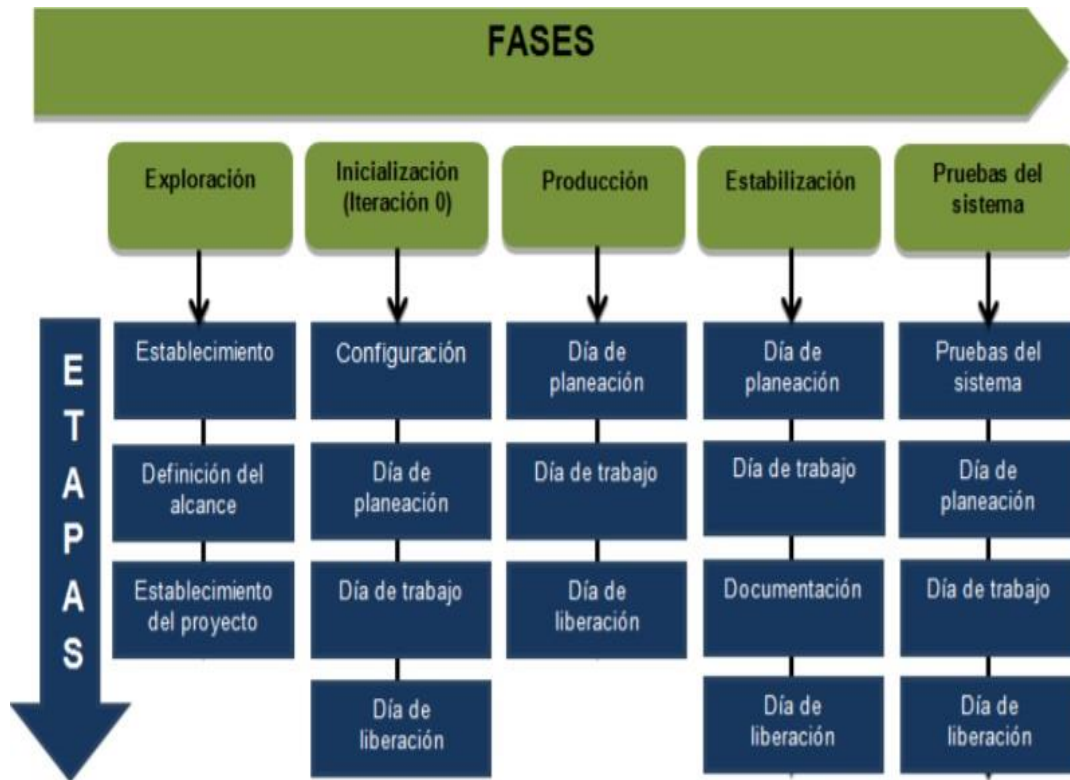 FASES
Exploración
Inicialización
(Iteración 0)
Producción
Estabilización
Pruebas del
sistema
ETAPAS
Establecimiento
Definición del
alcance
Establecimiento
del proyecto
Configuración
Día de
planeación
Día de trabajo
Día de
liberación
Día de
planeación
Día de trabajo
Día de
liberación
Día de
planeación
Día de trabajo
Documentación
Día de
liberación
Pruebas del
sistema
Día de
planeación
Día de trabajo
Día de
liberación